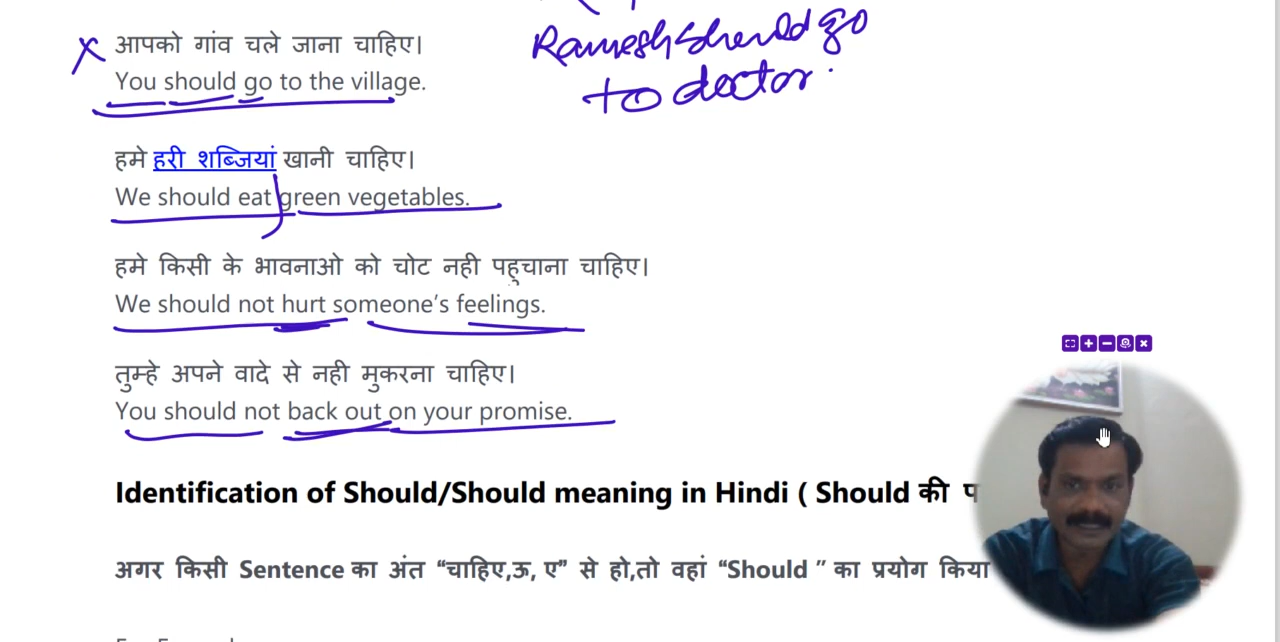 Ramesh should go
to doctor.
आपको गांव चले जाना चाहिए।
You should go to the village.
हमे हरी शब्जियां खानी चाहिए।
We should eat green vegetables.
हमे किसी के भावनाओ को चोट नही पहुचाना चाहिए।
We should not hurt someone’s feelings.
तुम्हे अपने वादे से नही मुकरना चाहिए।
You should not back out on your promise.
Identification of Should/Should meaning in Hindi ( Should की
अगर किसी Sentence का अंत “चाहिए,ऊ, ए” से हो,तो वहां “Should ” का प्रयोग किया